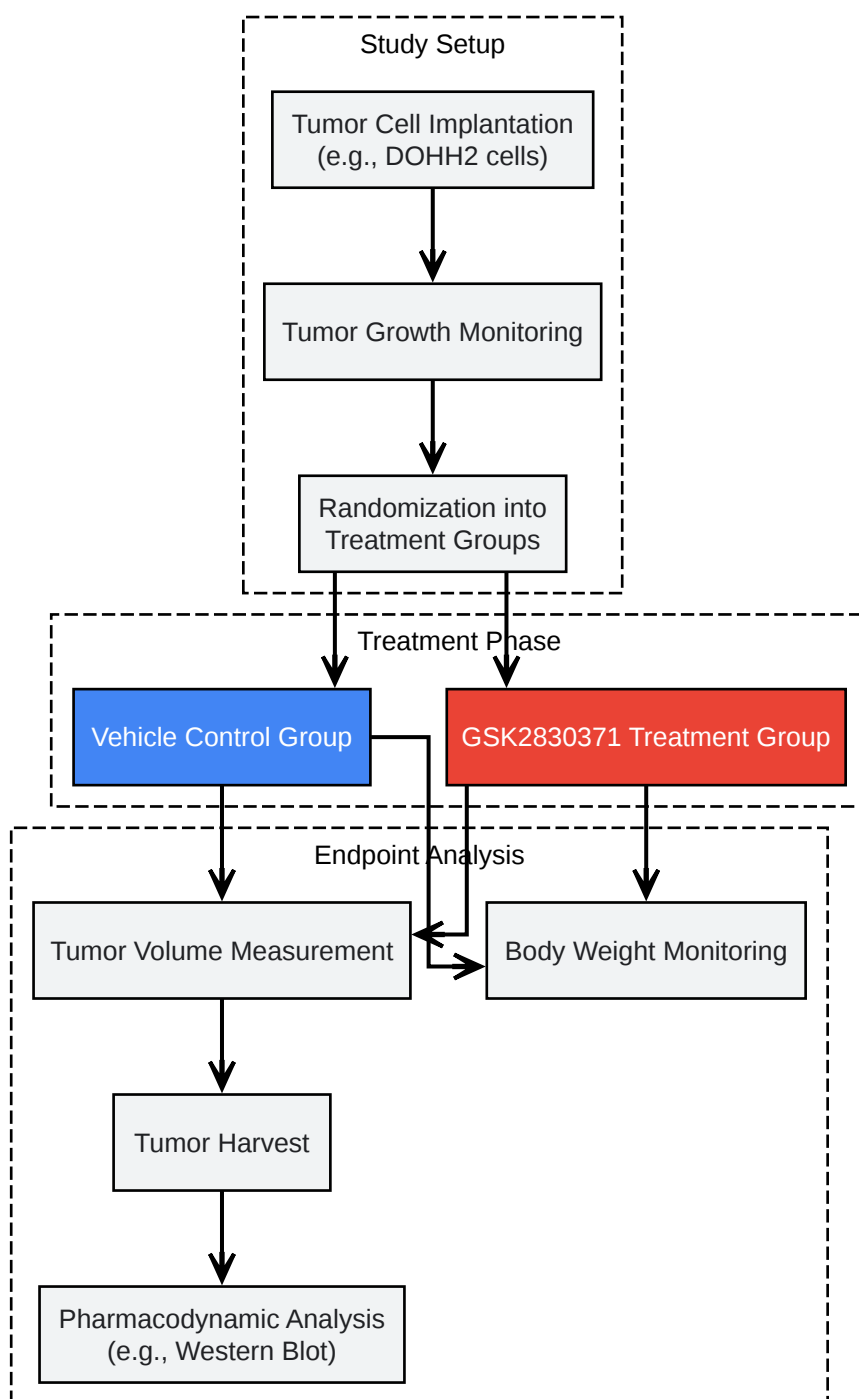 Study Setup
Tumor Cell Implantation
(e.g., DOHH2 cells)
Tumor Growth Monitoring
Randomization into
Treatment Groups
Treatment Phase
Vehicle Control Group
GSK2830371 Treatment Group
Endpoint Analysis
Tumor Volume Measurement
Body Weight Monitoring
Tumor Harvest
Pharmacodynamic Analysis
(e.g., Western Blot)